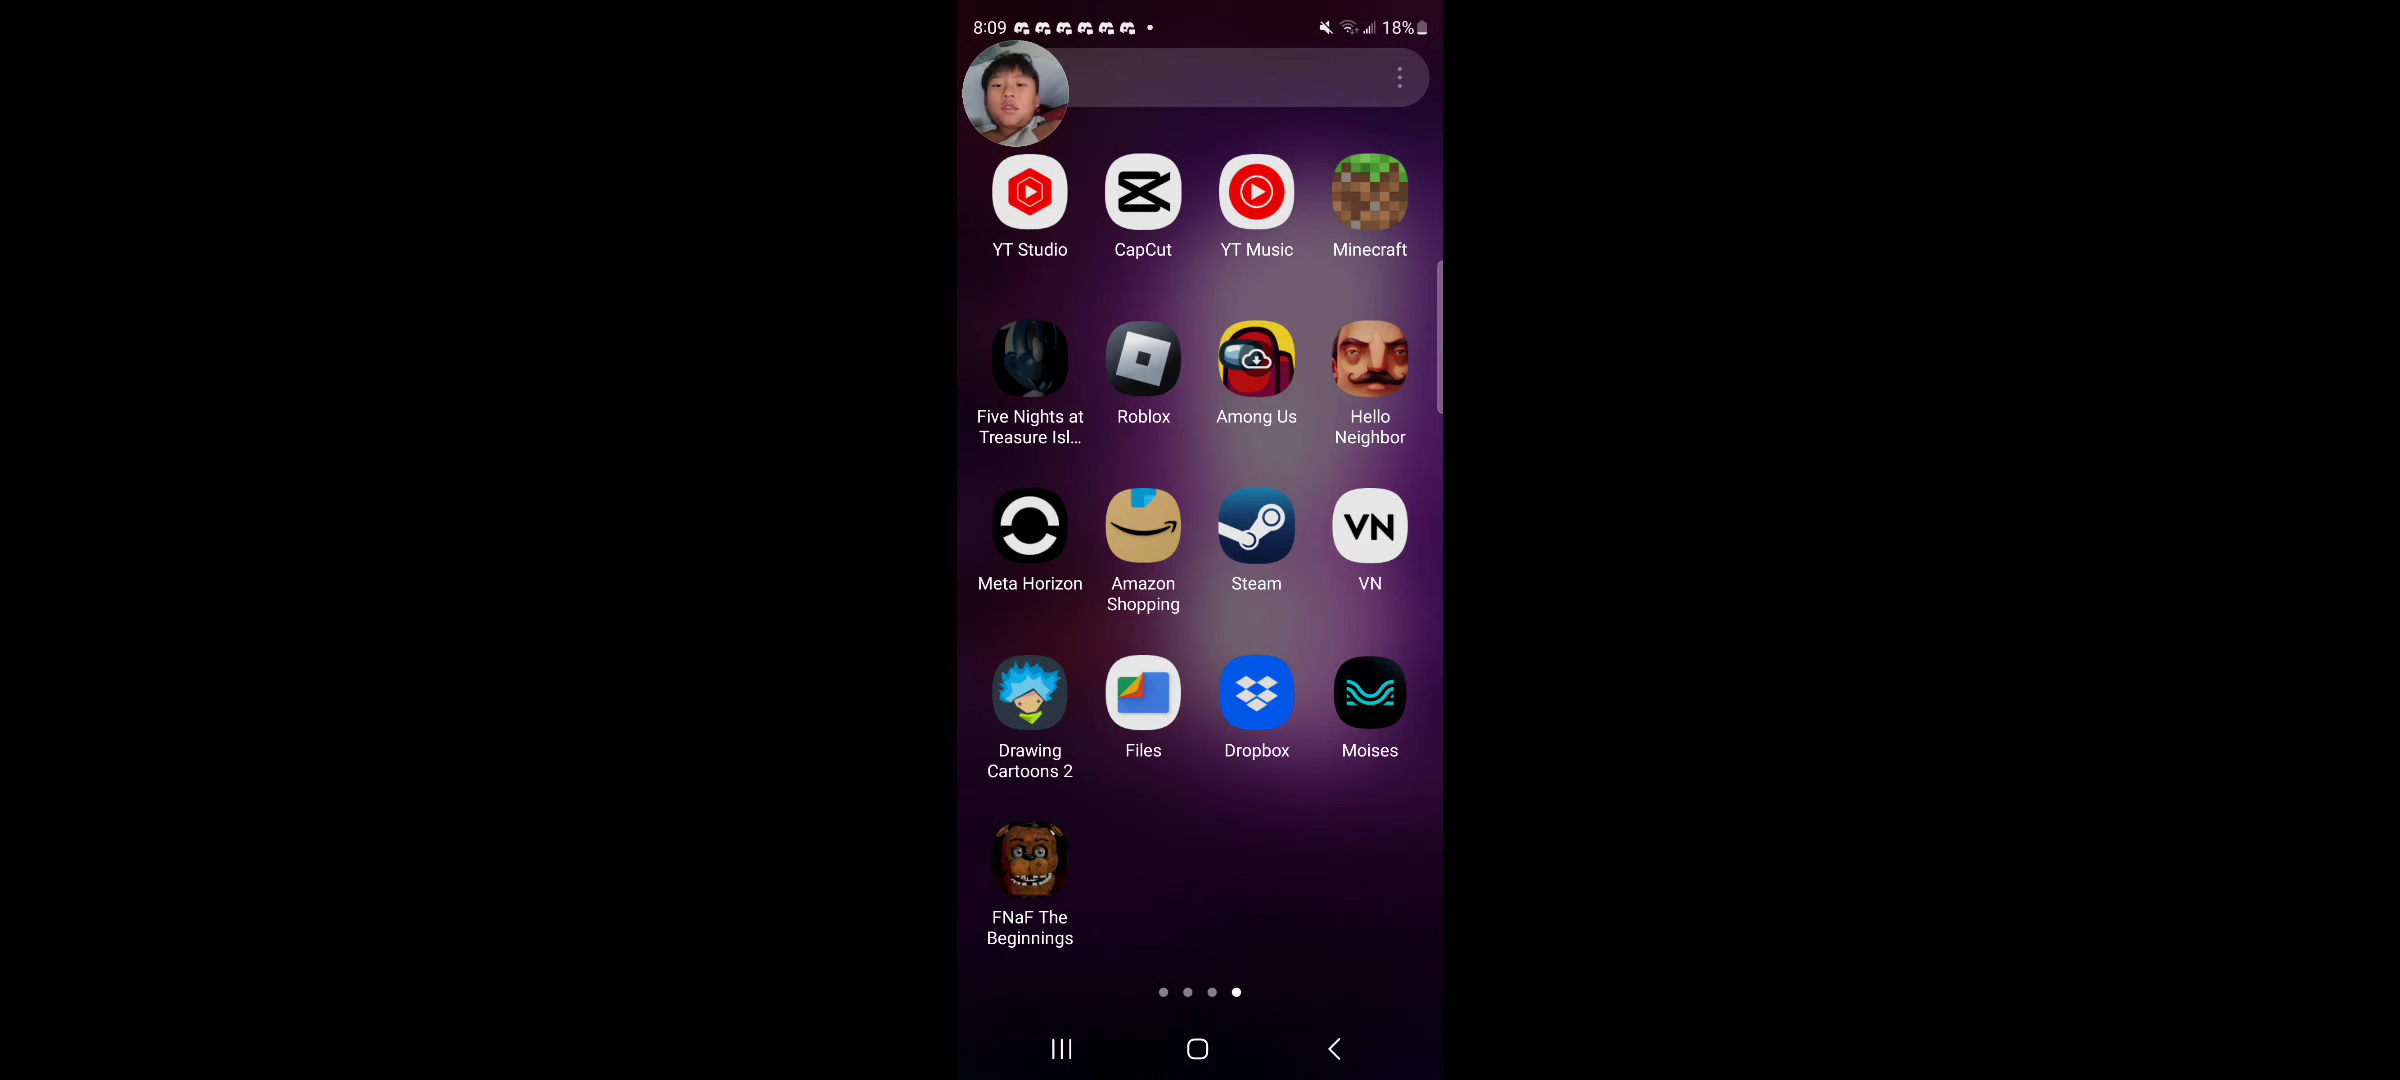 8:09 18%
YT Studio CapCut YT Music Minecraft
Five Nights at Roblox Among Us Hello
Treasure Isl... Neighbor
VN
Meta Horizon Amazon Steam VN
Shopping
Drawing Files Dropbox Moises
Cartoons 2
FNaF The
Beginnings